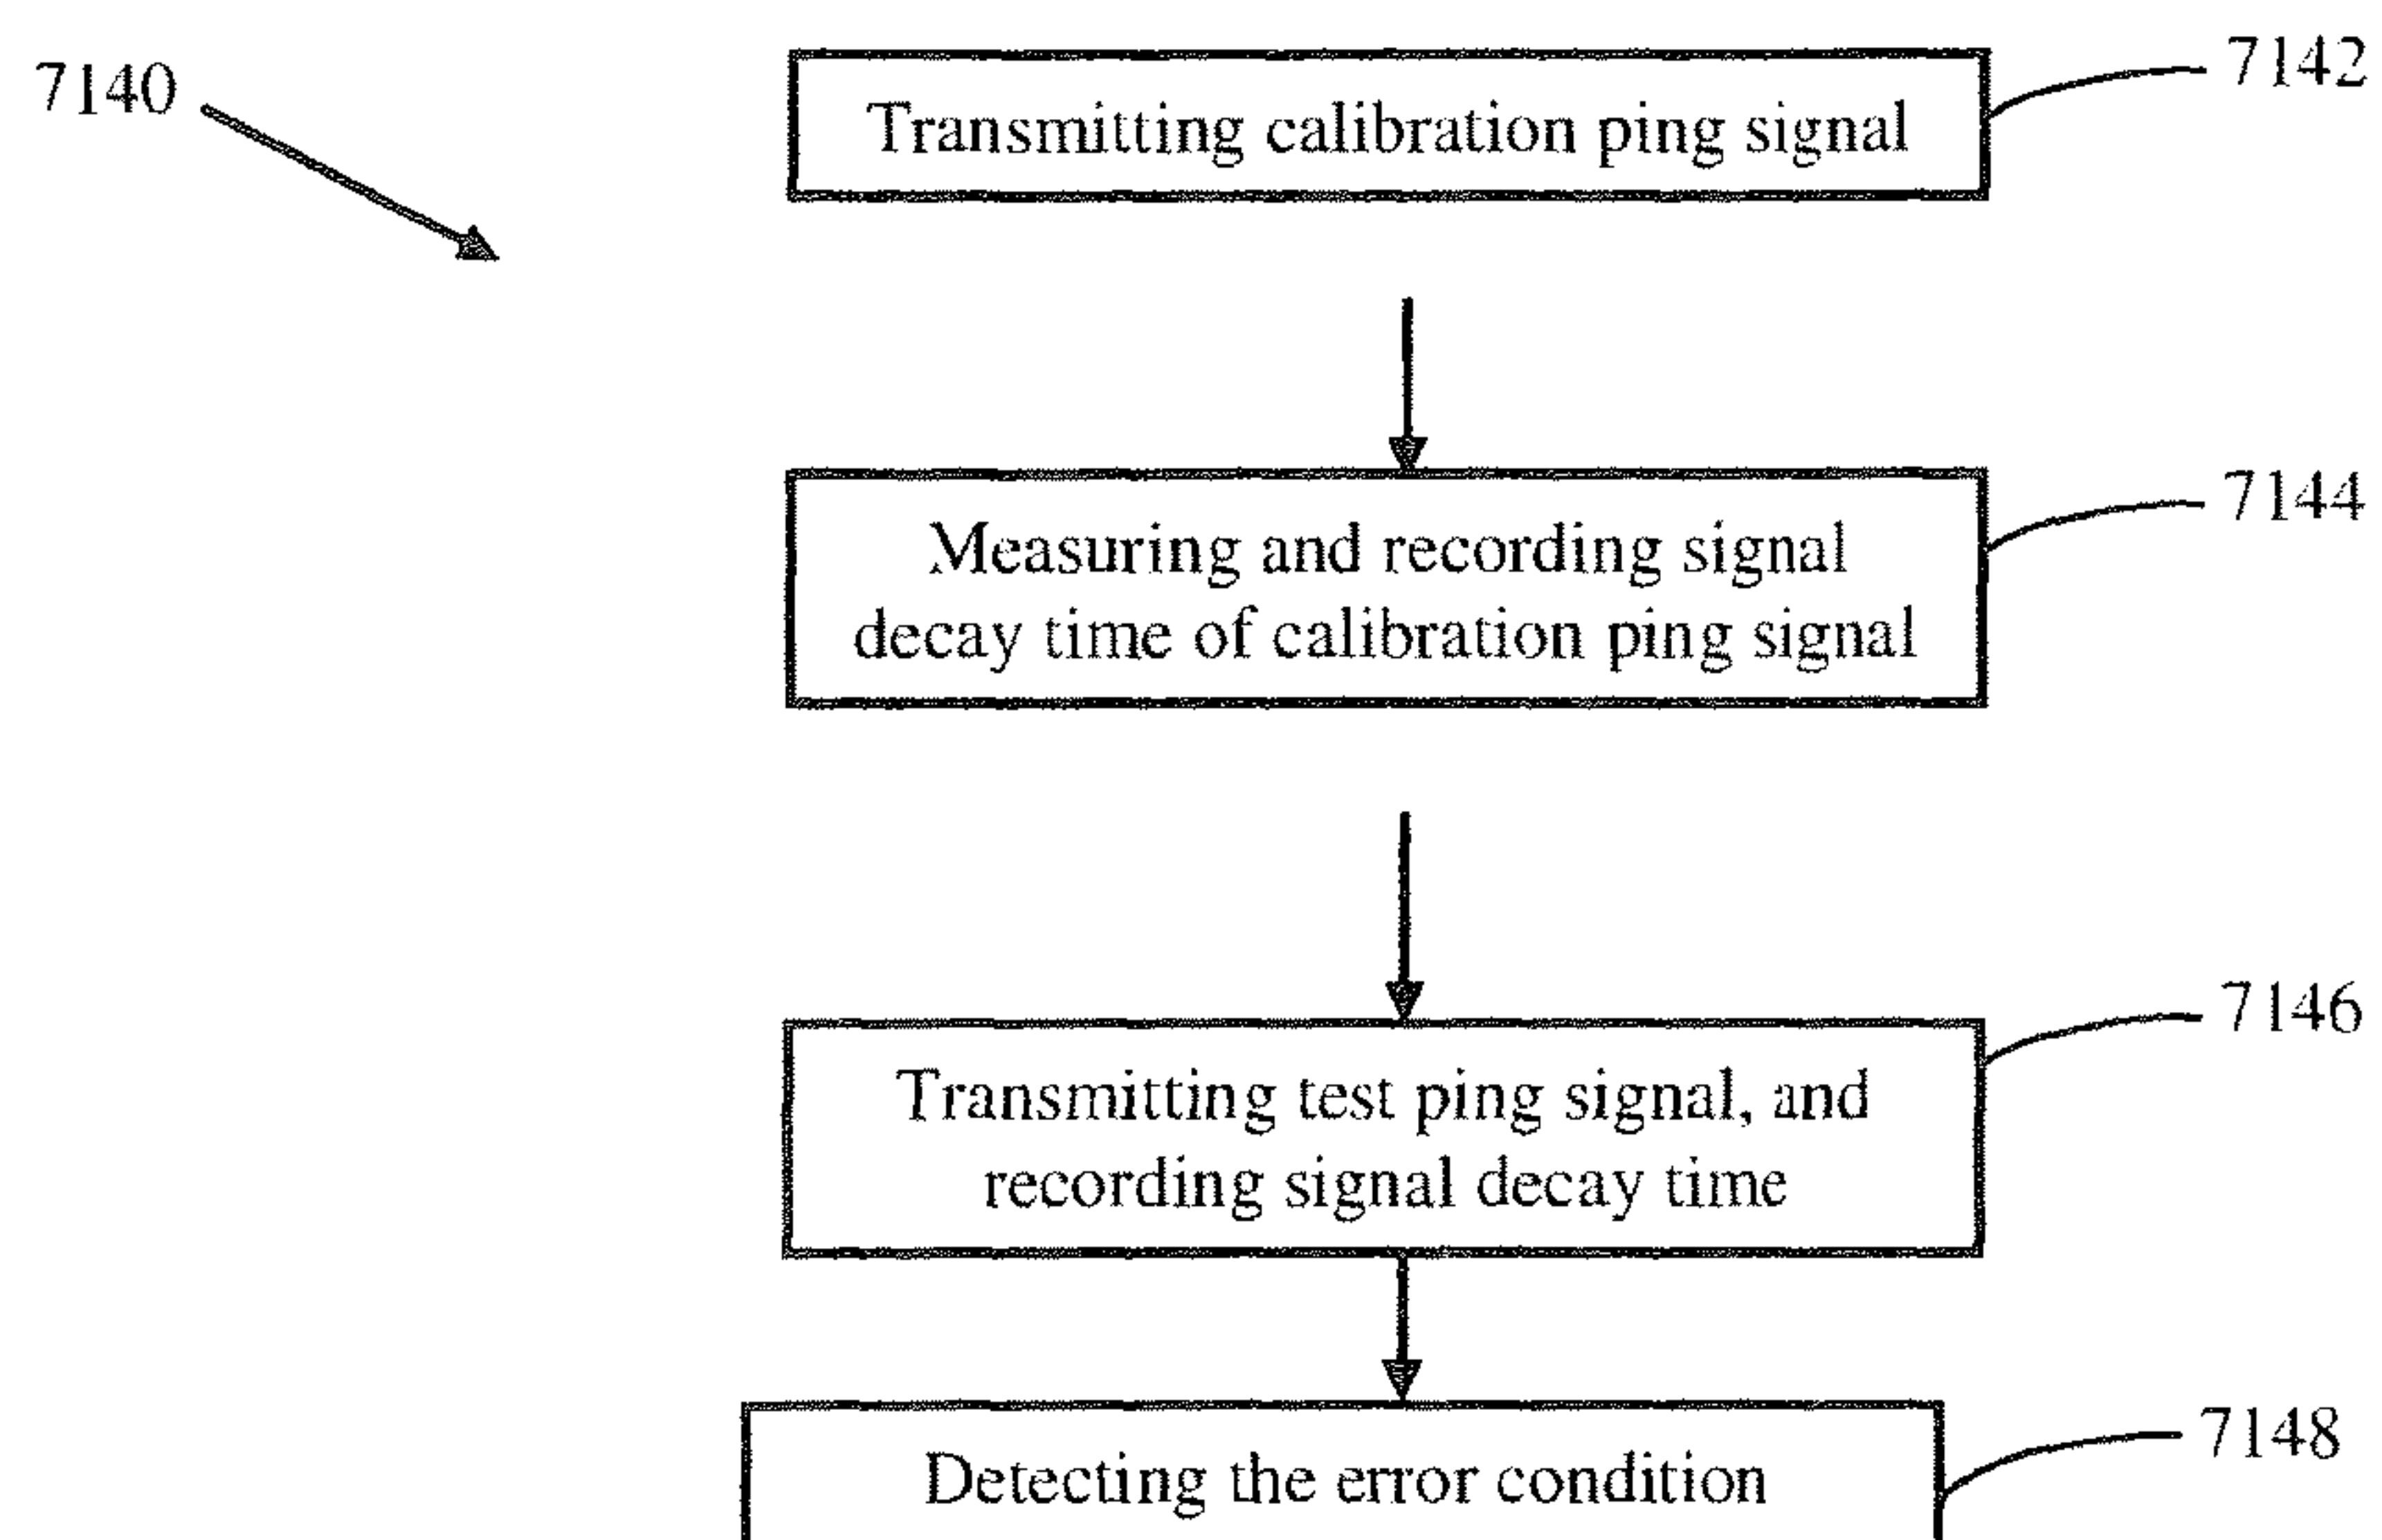 7140
7142
Transmitting calibration ping signal
7144
Measuring and recording signal
decay time of calibration ping signal
7146
Transmitting test ping signal, and
recording signal decay time
7148
Detecting the error condition